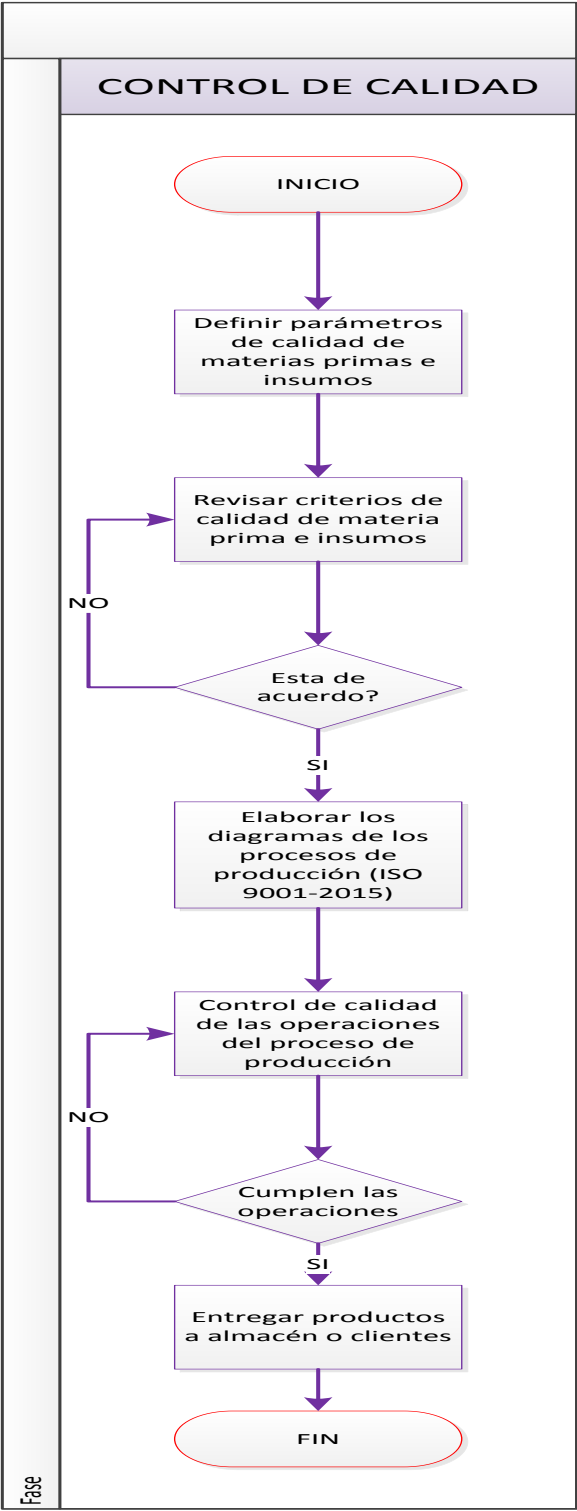 CONTROL DE CALIDAD
INICIO
Definir parámetros
de calidad de
materias primas e
insumos
Revisar criterios de
calidad de materia
prima e insumos
NO
Esta de
acuerdo?
SI
Elaborar los
diagramas de los
procesos de
producción (ISO
9001-2015)
Control de calidad
de las operaciones
del proceso de
producción
NO
Cumplen las
operaciones
SI
Entregar productos
a almacén o clientes
FIN
Fase